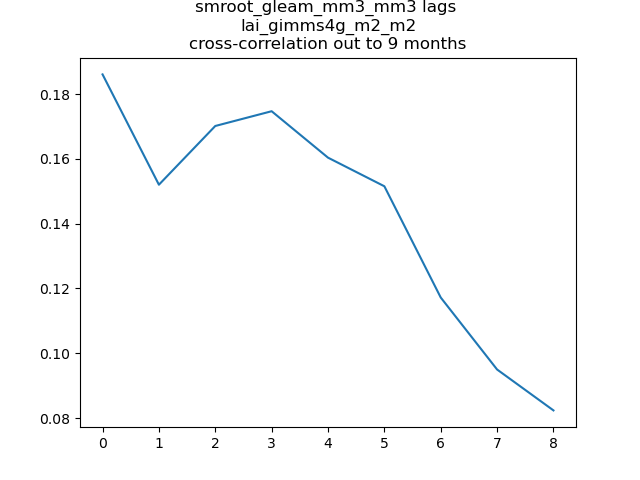 smroot_gleam_mm3_mm3 lags
lai_gimms4g_m2_m2
cross-correlation out to 9 months
0.18
0.16
0.14
0.12
0.10
0.08
0 1 2 3 4 5 6 7 8